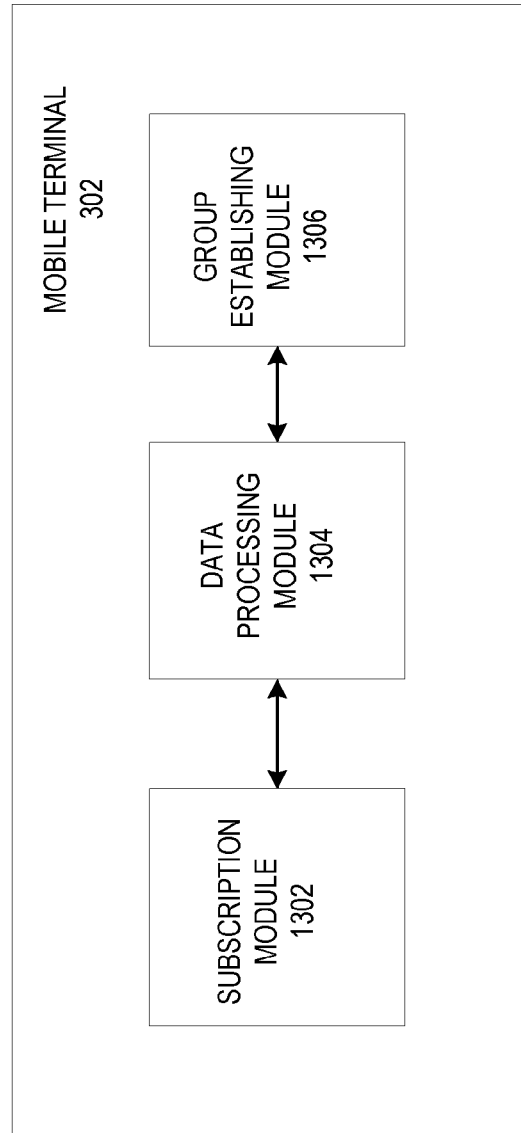 MOBILE TERMINAL
302
SUBSCRIPTION
MODULE
1302
DATA
PROCESSING
MODULE
1304
GROUP
ESTABLISHING
MODULE
1306